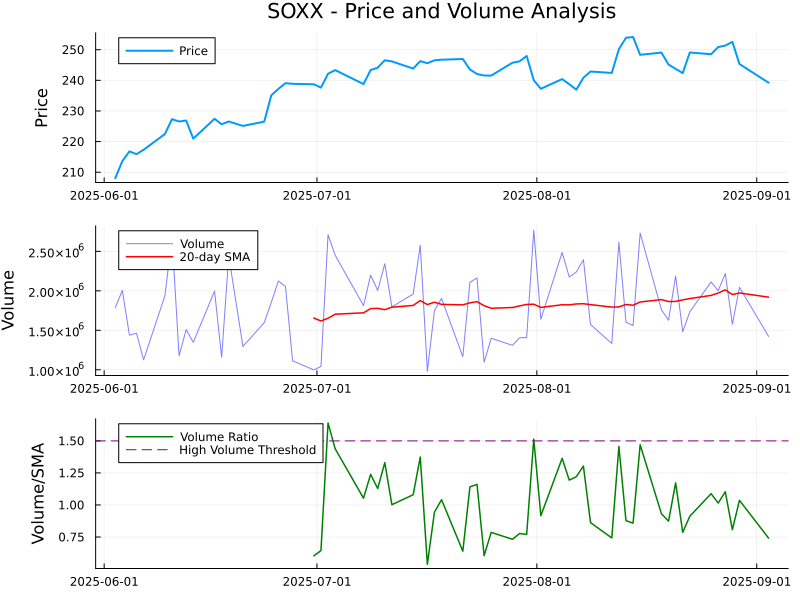 SOXX - Price and Volume Analysis
Price
Price
250
240
230
220
210
2025-06-01 2025-07-01 2025-08-01 2025-09-01
Volume
Volume
20-day SMA
2.50×10⁶
2.00×10⁶
1.50×10⁶
1.00×10⁶
2025-06-01 2025-07-01 2025-08-01 2025-09-01
Volume/SMA
Volume Ratio
High Volume Threshold
1.50
1.25
1.00
0.75
2025-06-01 2025-07-01 2025-08-01 2025-09-01